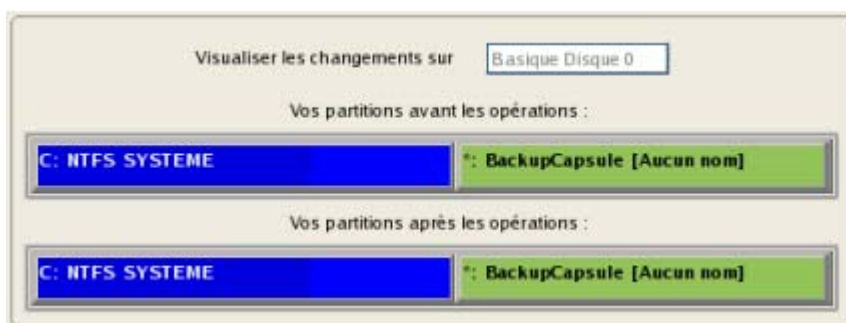 Visualiser les changements sur Basique Disque 0
Vos partitions avant les opérations :
C: NTFS SYSTEME *: BackupCapsule [Aucun nom]
Vos partitions après les opérations :
C: NTFS SYSTEME *: BackupCapsule [Aucun nom]